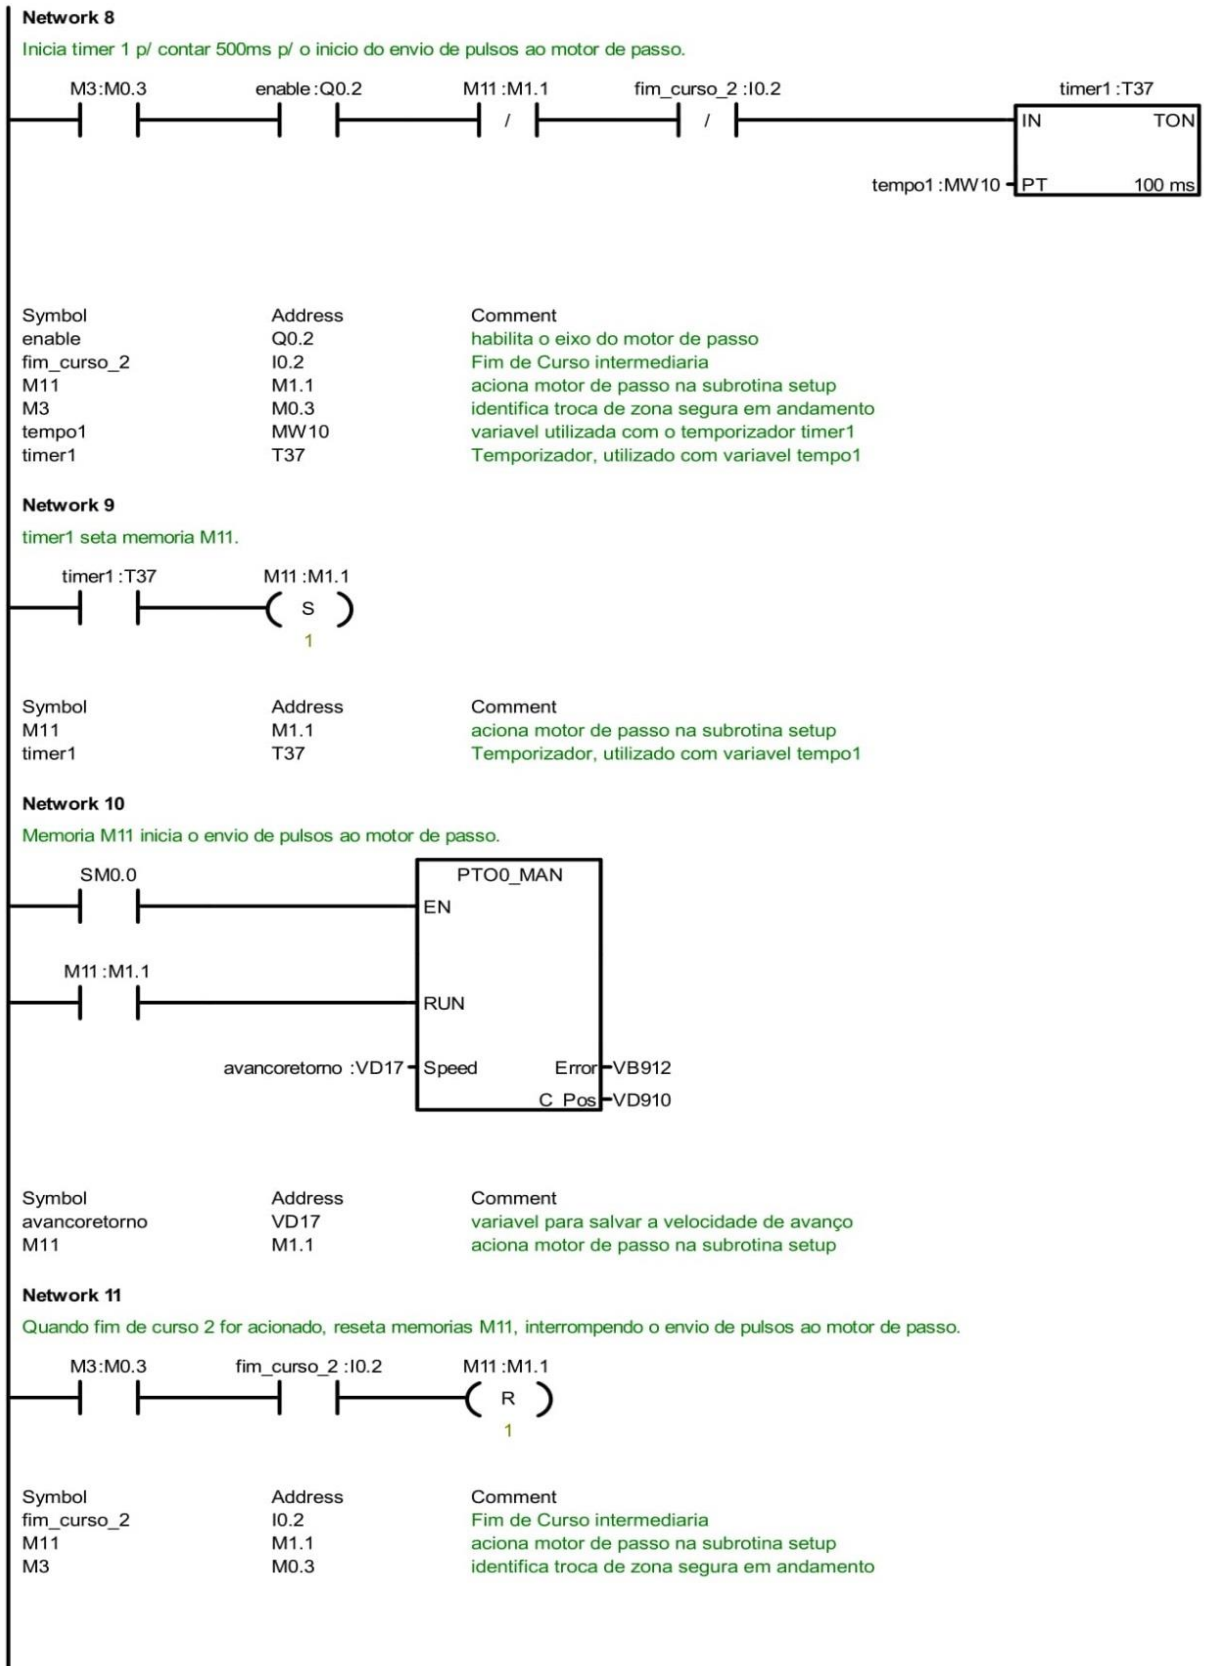 Network 8
Inicia timer 1 p/ contar 500ms p/ o inicio do envio de pulsos ao motor de passo.
M3:M0.3 enable:Q0.2 M11:M1.1 fim_curso_2:I0.2 timer1:T37
/ / IN TON
tempo1:MW10 PT 100 ms
Symbol Address Comment
enable Q0.2 habilita o eixo do motor de passo
fim_curso_2 I0.2 Fim de Curso intermediaria
M11 M1.1 aciona motor de passo na subrotina setup
M3 M0.3 identifica troca de zona segura em andamento
tempo1 MW10 variavel utilizada com o temporizador timer1
timer1 T37 Temporizador, utilizado com variavel tempo1
Network 9
timer1 seta memoria M11.
timer1:T37 M11:M1.1
S
1
Symbol Address Comment
M11 M1.1 aciona motor de passo na subrotina setup
timer1 T37 Temporizador, utilizado com variavel tempo1
Network 10
Memoria M11 inicia o envio de pulsos ao motor de passo.
SM0.0 PTO0_MAN
EN
M11:M1.1
RUN
avancoretorno:VD17 Speed Error VB912
C_Pos VD910
Symbol Address Comment
avancoretorno VD17 variavel para salvar a velocidade de avanço
M11 M1.1 aciona motor de passo na subrotina setup
Network 11
Quando fim de curso 2 for acionado, reseta memorias M11, interrompendo o envio de pulsos ao motor de passo.
M3:M0.3 fim_curso_2:I0.2 M11:M1.1
R
1
Symbol Address Comment
fim_curso_2 I0.2 Fim de Curso intermediaria
M11 M1.1 aciona motor de passo na subrotina setup
M3 M0.3 identifica troca de zona segura em andamento